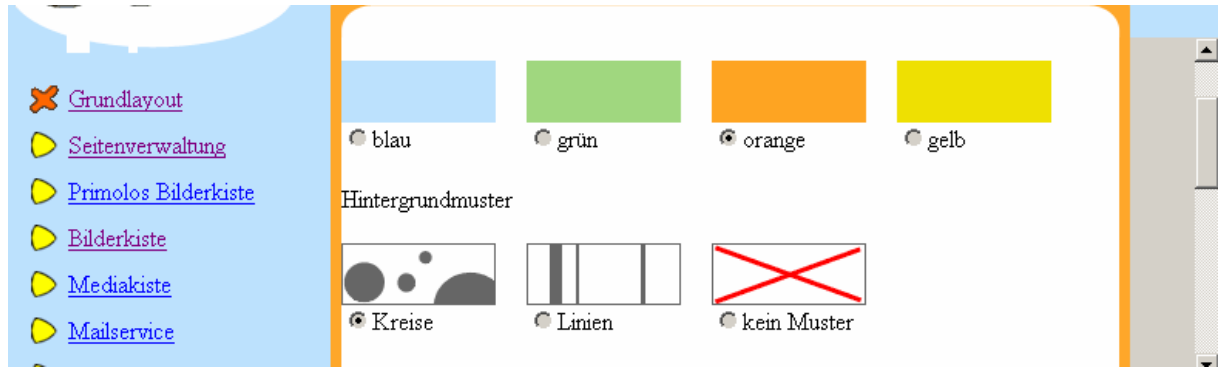 Grundlayout
Seitenverwaltung
Primolos Bilderkiste
Bilderkiste
Mediakiste
Mailservice
blau grün orange gelb
Hintergrundmuster
Kreise Linien kein Muster